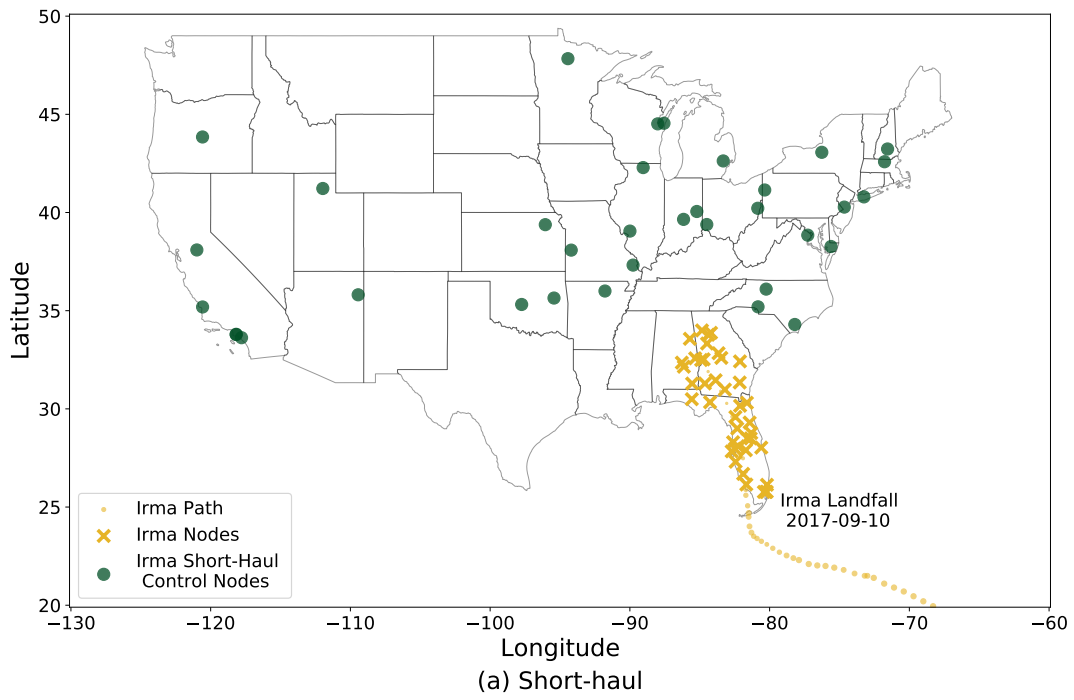 50
45
40
35
30
25
20
Latitude
Irma Landfall
2017-09-10
Irma Path
Irma Nodes
Irma Short-Haul
Control Nodes
−130
−120
−110
−100
−90
−80
−70
−60
Longitude
(a) Short-haul